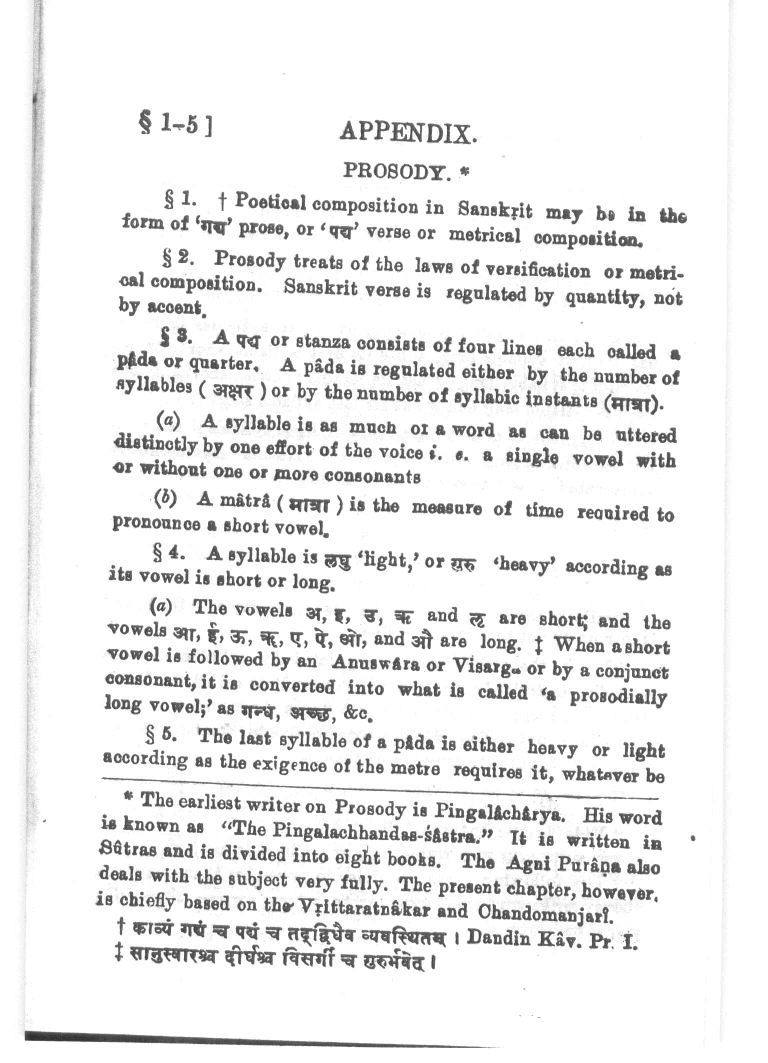 § 1-5 ]
APPENDIX.
PROSODY. *
§ 1. † Poetical composition in Sanskṛit may be in the
form of ‘गद्य’ prose, or ‘पद्य’ verse or metrical composition.
§ 2. Prosody treats of the laws of versification or metri-
cal composition. Sanskrit verse is regulated by quantity, not
by accent.
§ 3. A पद्य or stanza consists of four lines each called a
pâda or quarter. A pâda is regulated either by the number of
syllables ( अक्षर ) or by the number of syllabic instants (मात्रा).
(a) A syllable is as much or a word as can be uttered
distinctly by one effort of the voice i. e. a single vowel with
or without one or more consonants
(b) A mâtrâ ( मात्रा ) is the measure of time required to
pronounce a short vowel.
§ 4. A syllable is लघु ‘light,’ or गुरु ‘heavy’ according as
its vowel is short or long.
(a) The vowels अ, इ, उ, ऋ and ऌ are short; and the
vowels आ, ई, ऊ, ॠ, ए, ऐ, ओ, and औ are long. ‡ When a short
vowel is followed by an Anuswâra or Visarga or by a conjunct
consonant, it is converted into what is called ‘a prosodially
long vowel;’ as गन्धं, अच्छ, &c.
§ 5. The last syllable of a pâda is either heavy or light
according as the exigence of the metre requires it, whatever be
* The earliest writer on Prosody is Pingalâchârya. His word
is known as “The Pingalachhandas-śâstra.” It is written in
Sûtras and is divided into eight books. The Agni Purâṇa also
deals with the subject very fully. The present chapter, however,
is chiefly based on the Vṛittaratnâkar and Chandomanjarî.
† काव्यं गद्यं च पद्यं च तद्द्विधैव व्यवस्थितम् । Dandin Kâv. Pr. I.
‡ सानुस्वारश्च दीर्घश्च विसर्गी च गुरुर्भवेत् ।